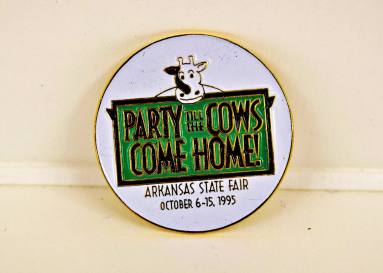 PARTY TILL THE COWS
COME HOME!
ARKANSAS STATE FAIR
OCTOBER 6-15, 1995